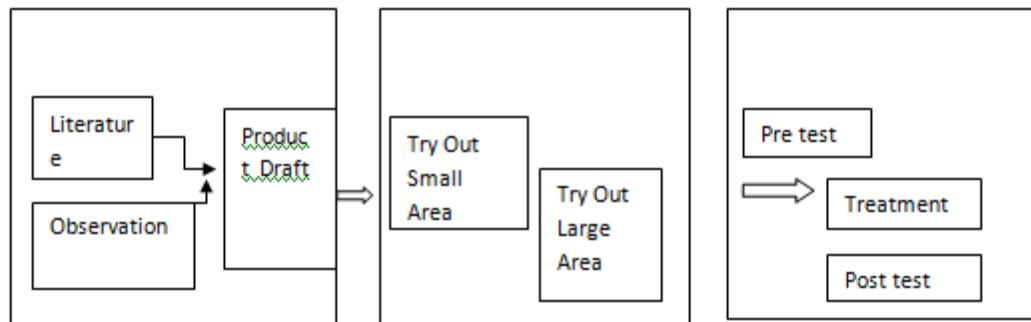 Literatur
e
Observation
Produc
t Draft
Try Out
Small
Area
Try Out
Large
Area
Pre test
Treatment
Post test